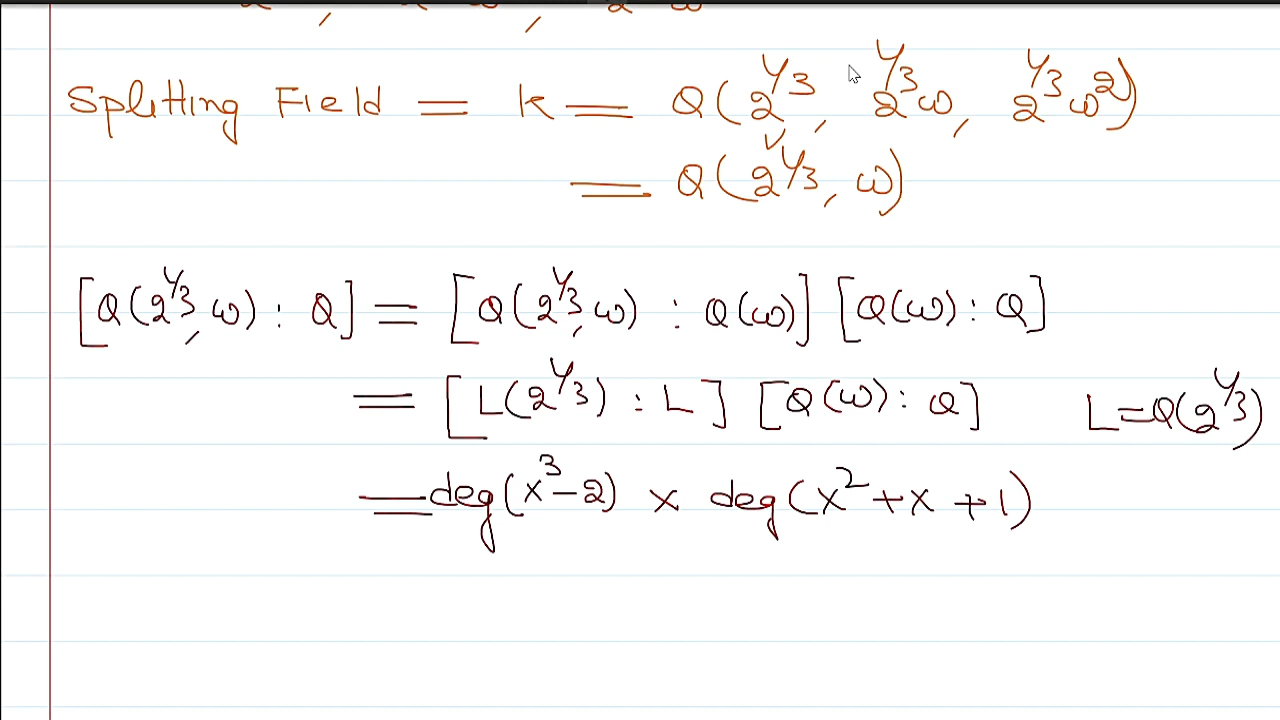 Splitting Field = K = Q(2^{1/3}, 2^{1/3}ω, 2^{1/3}ω^2)
= Q(2^{1/3}, ω)
[Q(2^{1/3}, ω) : Q] = [Q(2^{1/3}, ω) : Q(ω)] [Q(ω) : Q]
= [L(2^{1/3}) : L] [Q(ω) : Q] L=Q(2^{1/3})
= deg(x^3-2) × deg(x^2+x+1)